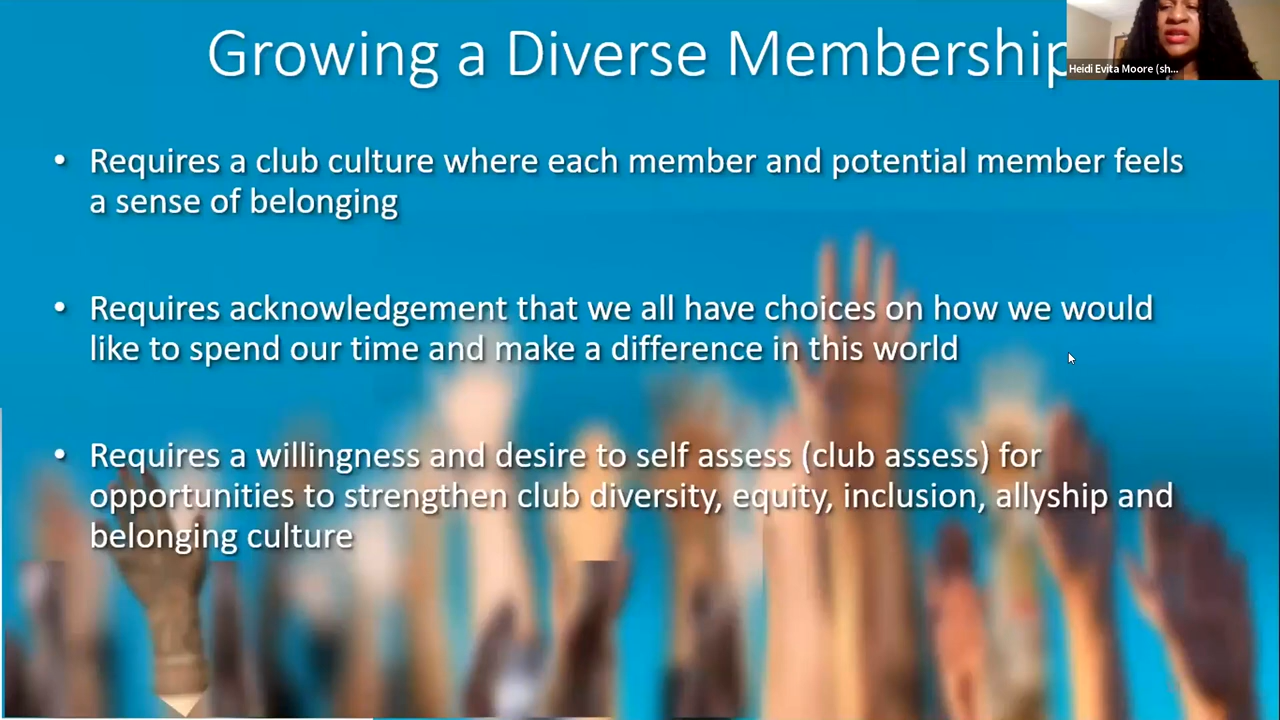 Growing a Diverse Membership
Heidi Evita Moore (sh...
• Requires a club culture where each member and potential member feels
a sense of belonging
• Requires acknowledgement that we all have choices on how we would
like to spend our time and make a difference in this world
• Requires a willingness and desire to self assess (club assess) for
opportunities to strengthen club diversity, equity, inclusion, allyship and
belonging culture